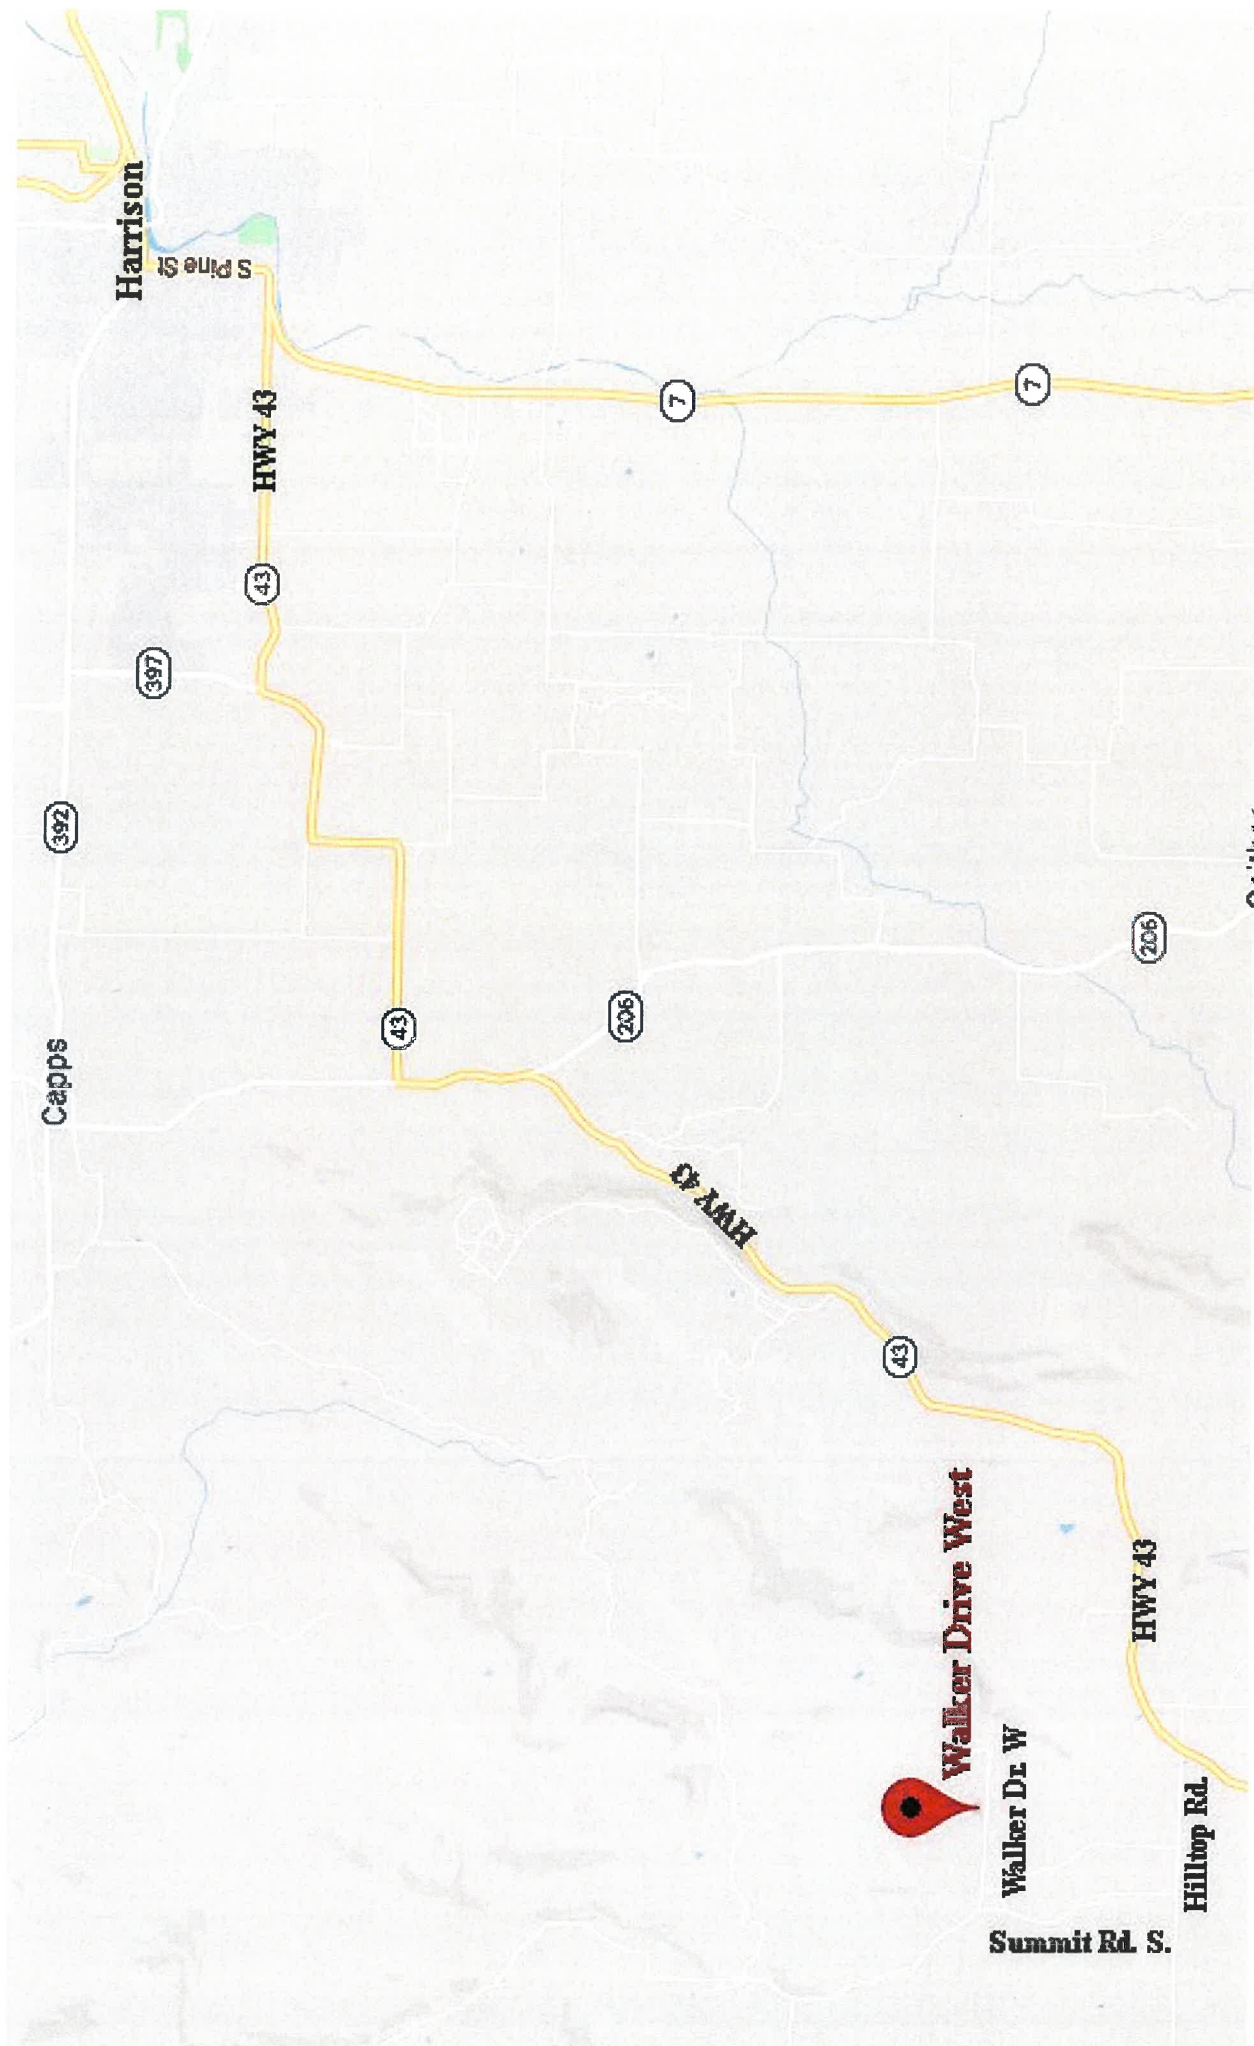 Capps
392
Harrison
397
S Pine St
43
HWY 43
43
206
7
HWY 43
43
Walker Drive West
Walker Dr. W
7
Summit Rd. S.
HWY 43
206
Hilltop Rd.